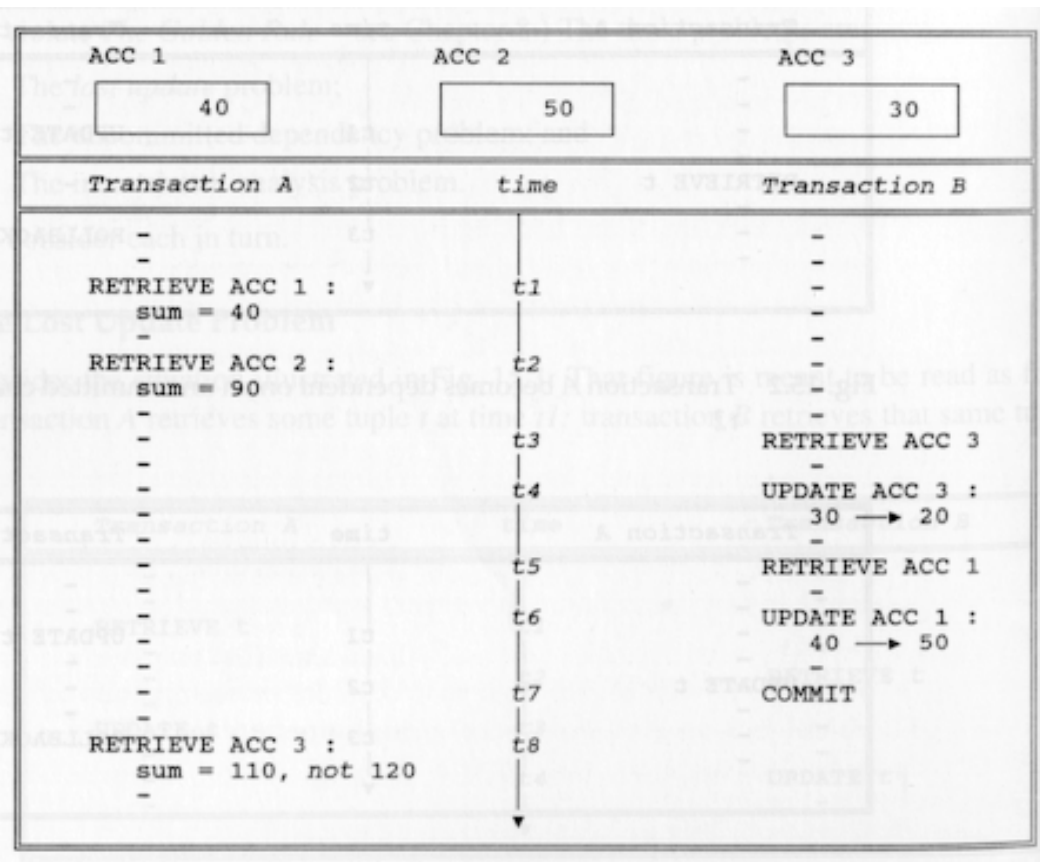 ACC 1 ACC 2 ACC 3
40 50 30
Transaction A time Transaction B
-
-
RETRIEVE ACC 1 : t1 -
sum = 40 -
-
RETRIEVE ACC 2 : t2 -
sum = 90 -
-
- t3 RETRIEVE ACC 3
-
- t4 UPDATE ACC 3 :
- 30 → 20
-
- t5 RETRIEVE ACC 1
-
- t6 UPDATE ACC 1 :
- 40 → 50
-
- t7 COMMIT
-
RETRIEVE ACC 3 : t8
sum = 110, not 120
-